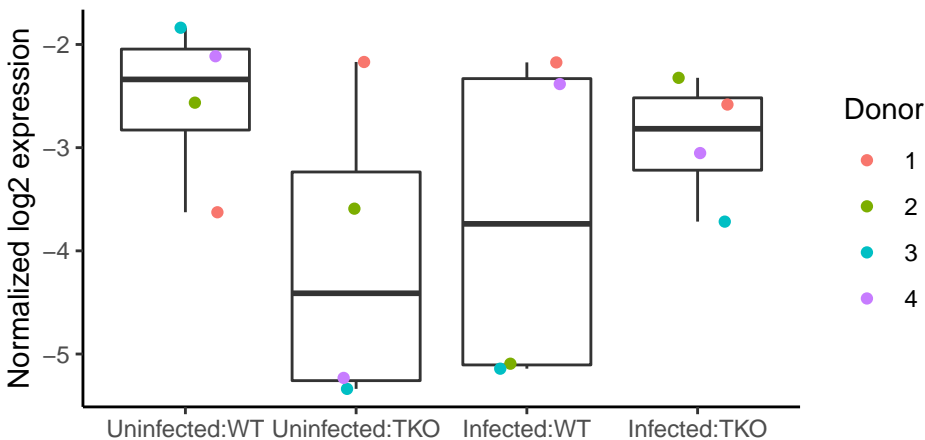 Normalized log2 expression
−2
−3
−4
−5
Uninfected:WT
Uninfected:TKO
Infected:WT
Infected:TKO
Donor
1
2
3
4